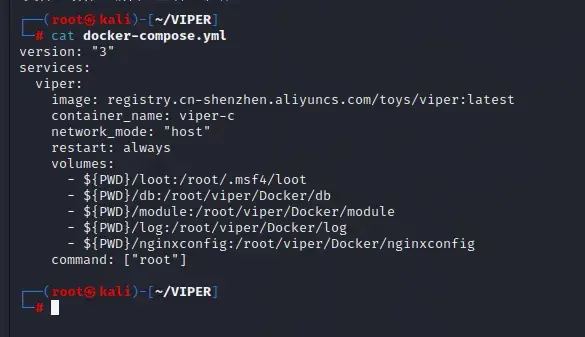 ┌──(root㉿kali)-[~/VIPER]
└─# cat docker-compose.yml
version: "3"
services:
  viper:
    image: registry.cn-shenzhen.aliyuncs.com/toys/viper:latest
    container_name: viper-c
    network_mode: "host"
    restart: always
    volumes:
      - ${PWD}/loot:/root/.msf4/loot
      - ${PWD}/db:/root/viper/Docker/db
      - ${PWD}/module:/root/viper/Docker/module
      - ${PWD}/log:/root/viper/Docker/log
      - ${PWD}/nginxconfig:/root/viper/Docker/nginxconfig
    command: ["root"]
┌──(root㉿kali)-[~/VIPER]
└─#